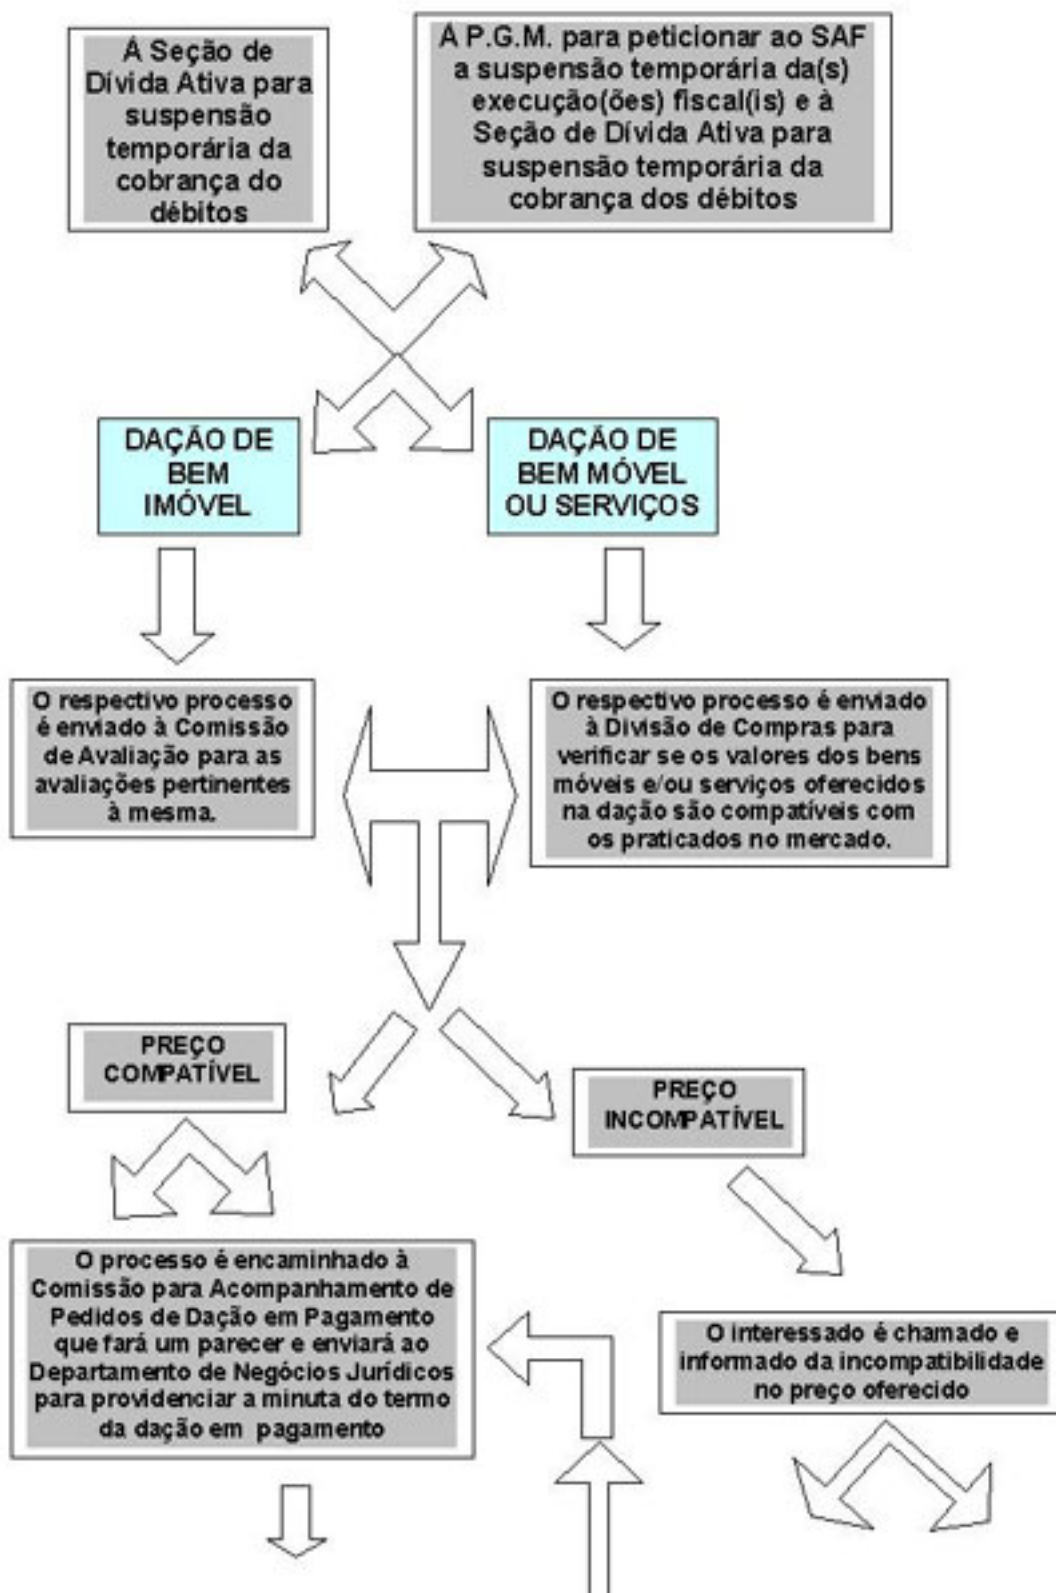 À Seção de
Dívida Ativa para
suspensão
temporária da
cobrança do
débitos
À P.G.M. para peticionar ao SAF
a suspensão temporária da(s)
execução(ões) fiscal(is) e à
Seção de Dívida Ativa para
suspensão temporária da
cobrança dos débitos
DAÇÃO DE
BEM
IMÓVEL
DAÇÃO DE
BEM MÓVEL
OU SERVIÇOS
O respectivo processo
é enviado à Comissão
de Avaliação para as
avaliações pertinentes
à mesma.
O respectivo processo é enviado
à Divisão de Compras para
verificar se os valores dos bens
móveis e/ou serviços oferecidos
na dação são compatíveis com
os praticados no mercado.
PREÇO
COMPATÍVEL
PREÇO
INCOMPATÍVEL
O processo é encaminhado à
Comissão para Acompanhamento de
Pedidos de Dação em Pagamento
que fará um parecer e enviará ao
Departamento de Negócios Jurídicos
para providenciar a minuta do termo
da dação em pagamento
O interessado é chamado e
informado da incompatibilidade
no preço oferecido